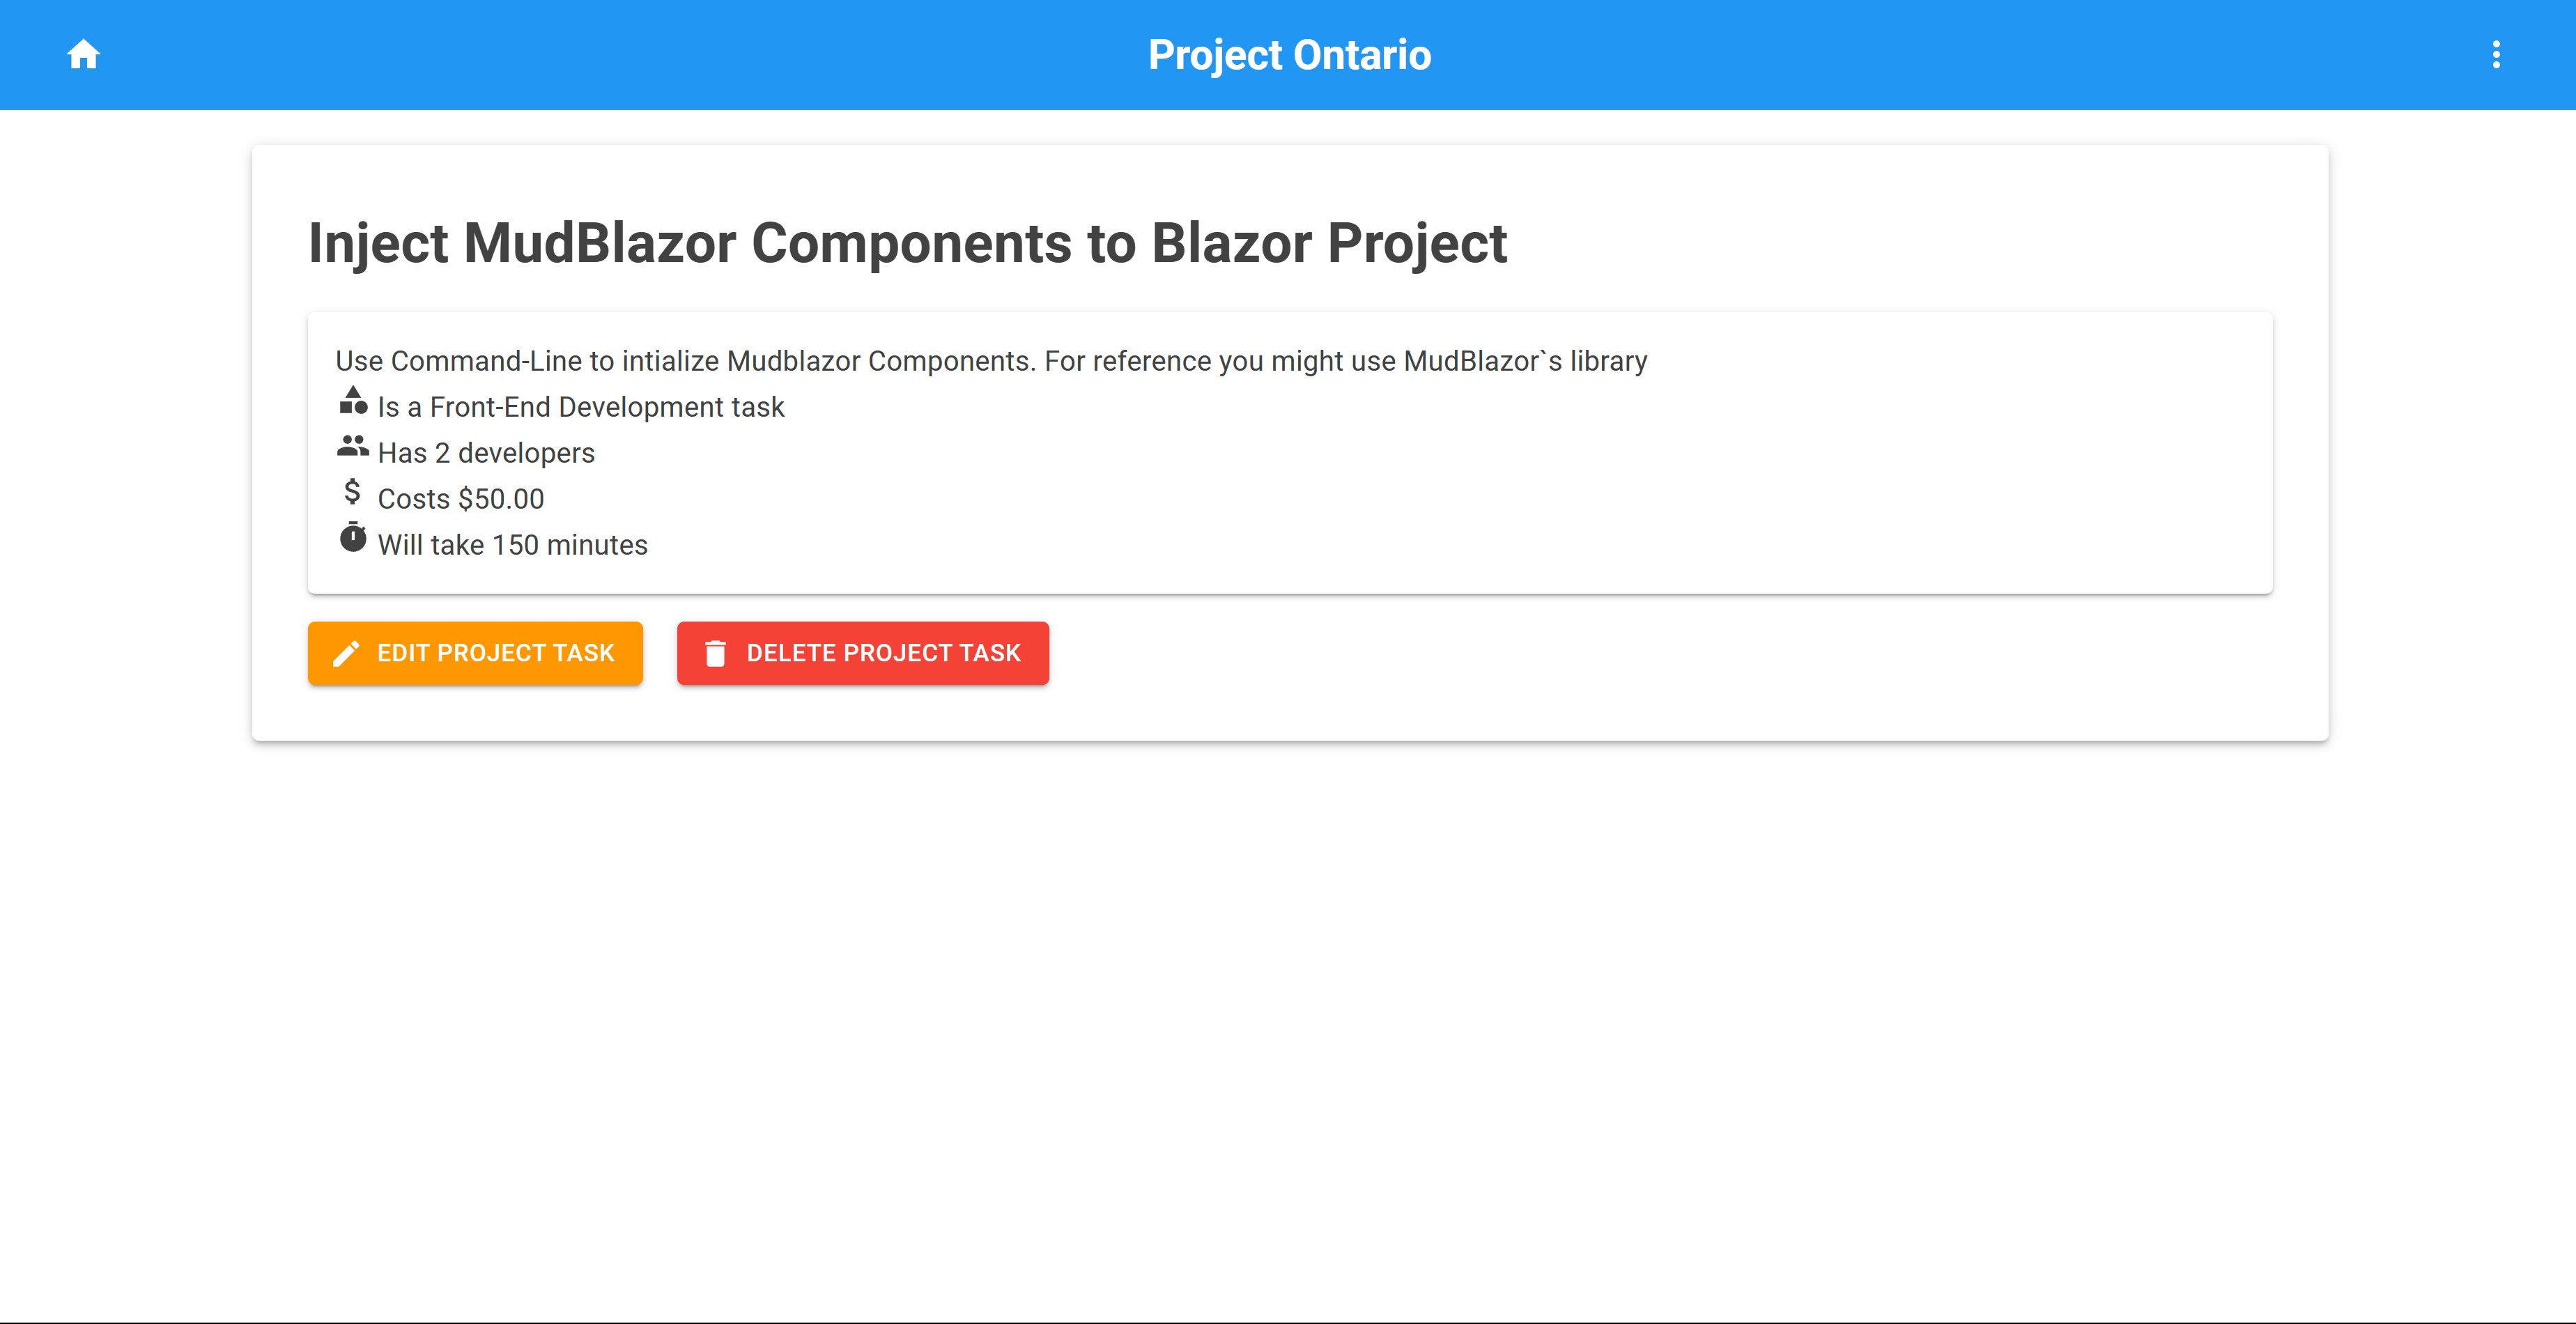 Project Ontario
Inject MudBlazor Components to Blazor Project
Use Command-Line to intialize Mudblazor Components. For reference you might use MudBlazor`s library
Is a Front-End Development task
Has 2 developers
Costs $50.00
Will take 150 minutes
EDIT PROJECT TASK
DELETE PROJECT TASK